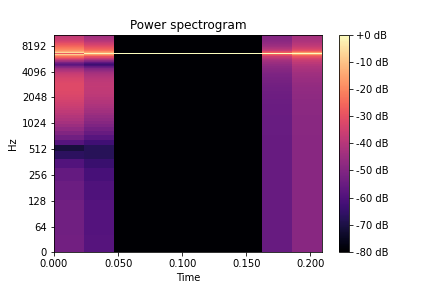 Power spectrogram
Hz
8192
4096
2048
1024
512
256
128
64
0
0.000 0.050 0.100 0.150 0.200
Time
+0 dB
-10 dB
-20 dB
-30 dB
-40 dB
-50 dB
-60 dB
-70 dB
-80 dB